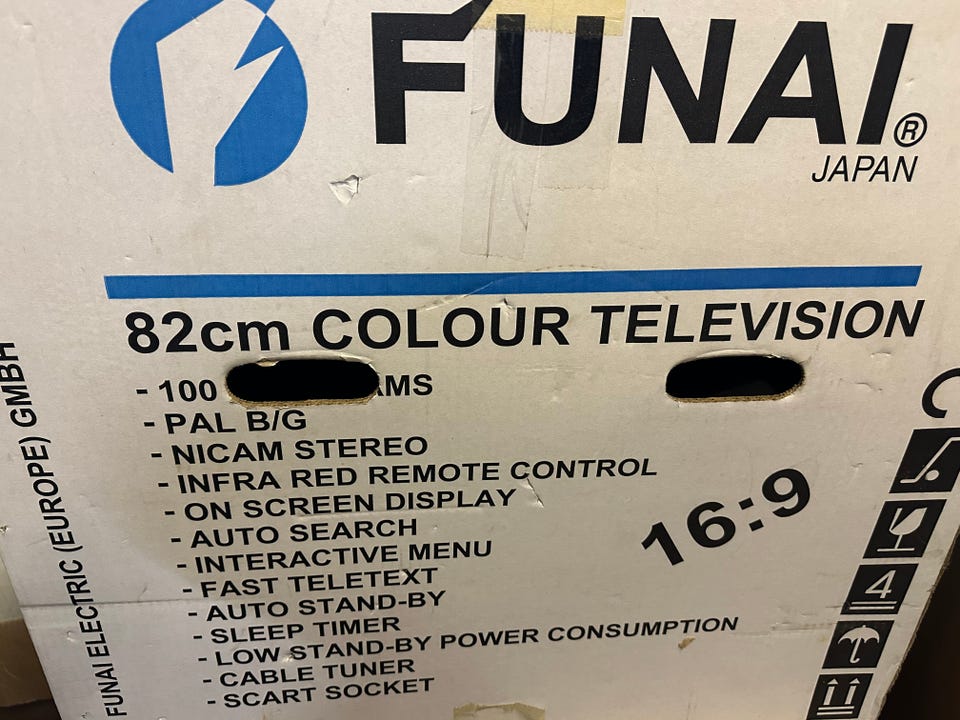 FUNAI®
JAPAN
82cm COLOUR TELEVISION
- 100 AMS
- PAL B/G
- NICAM STEREO
- INFRA RED REMOTE CONTROL
- ON SCREEN DISPLAY
- AUTO SEARCH
- INTERACTIVE MENU
- FAST TELETEXT
- AUTO STAND-BY
- SLEEP TIMER
- LOW STAND-BY POWER CONSUMPTION
- CABLE TUNER
- SCART SOCKET
16:9
4
FUNAI ELECTRIC (EUROPE) GMBH